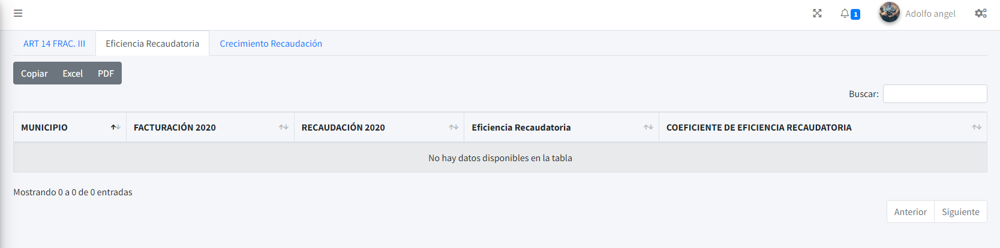 1
Adolfo angel
ART 14 FRAC. III
Eficiencia Recaudatoria
Crecimiento Recaudación
Copiar
Excel
PDF
Buscar:
MUNICIPIO
FACTURACIÓN 2020
RECAUDACIÓN 2020
Eficiencia Recaudatoria
COEFICIENTE DE EFICIENCIA RECAUDATORIA
No hay datos disponibles en la tabla
Mostrando 0 a 0 de 0 entradas
Anterior
Siguiente